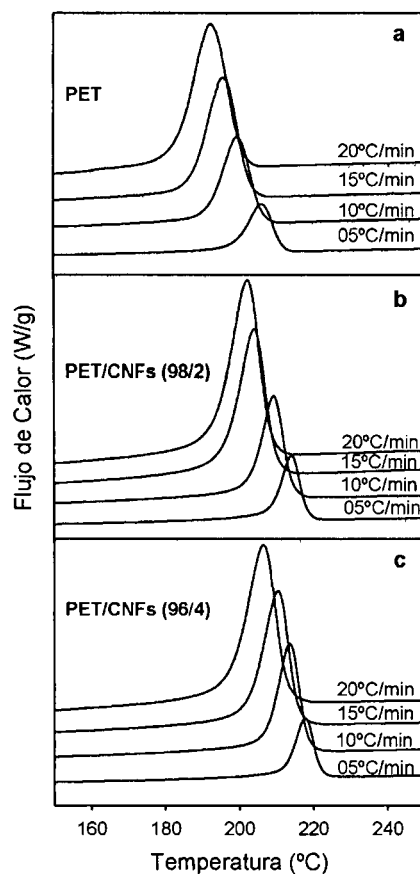 a
PET
20ºC/min
15ºC/min
10ºC/min
05ºC/min
b
PET/CNFs (98/2)
20ºC/min
15ºC/min
10ºC/min
05ºC/min
c
PET/CNFs (96/4)
20ºC/min
15ºC/min
10ºC/min
05ºC/min
Flujo de Calor (W/g)
160 180 200 220 240
Temperatura (ºC)